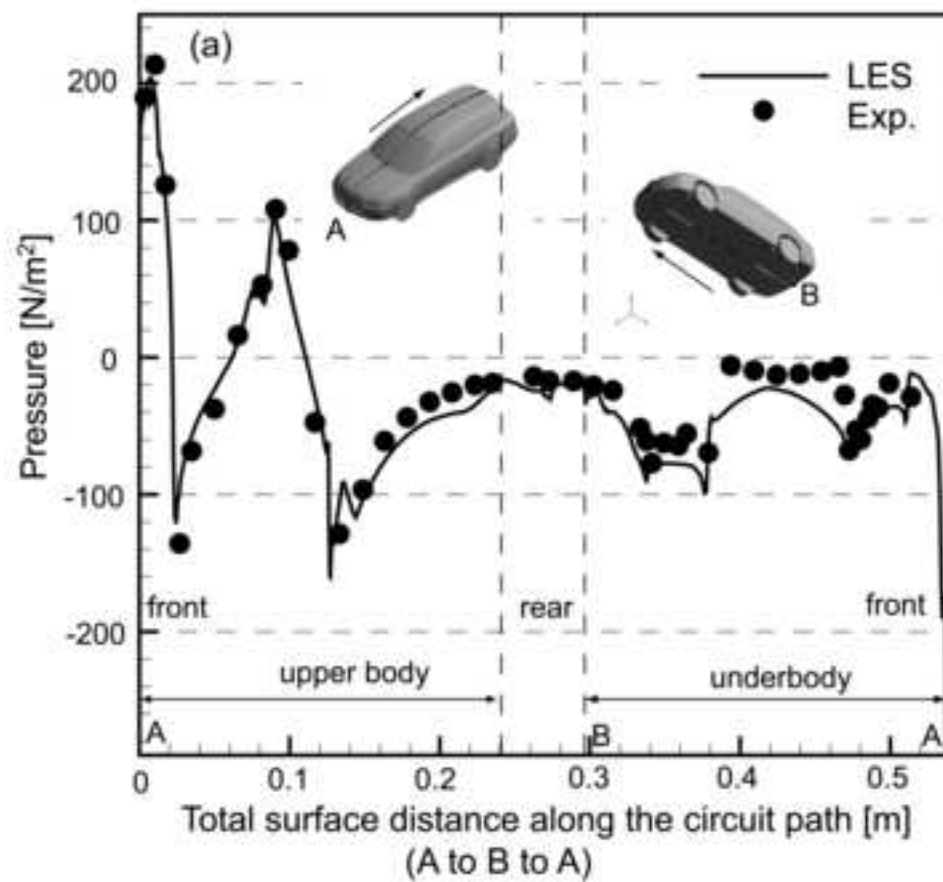 (a)
LES
Exp.
A
B
200
100
0
-100
-200
Pressure [N/m²]
front
rear
front
upper body
underbody
A
B
A
0
0.1
0.2
0.3
0.4
0.5
Total surface distance along the circuit path [m]
(A to B to A)